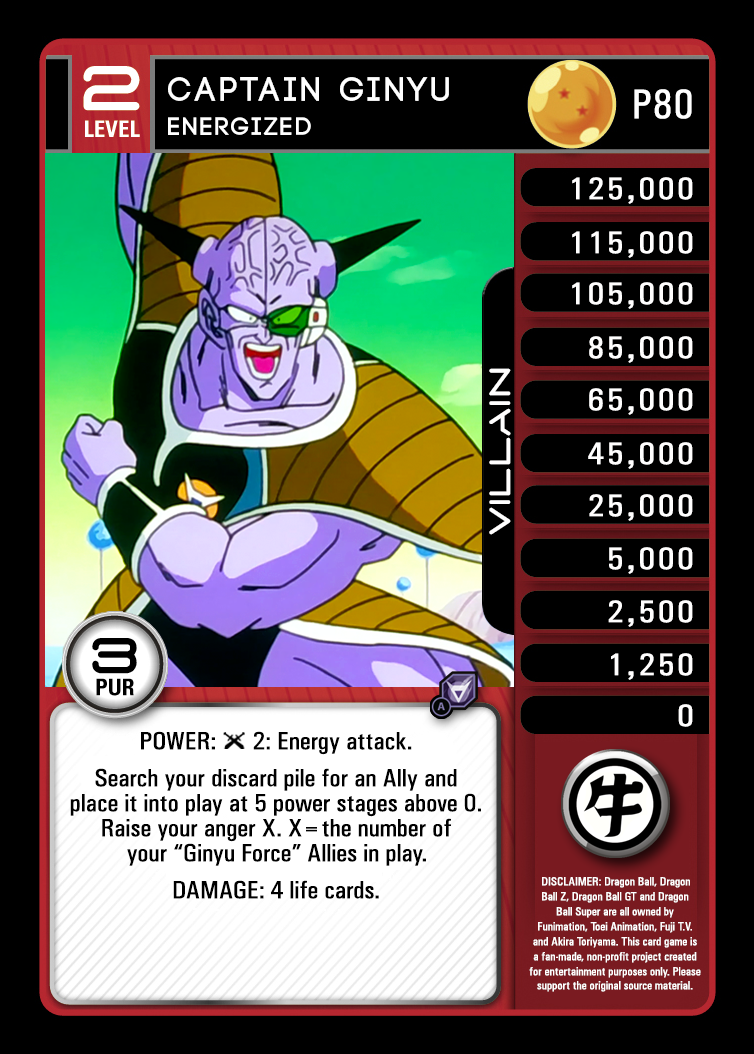 2
LEVEL
CAPTAIN GINYU
ENERGIZED
P80
125,000
115,000
105,000
85,000
65,000
45,000
25,000
5,000
2,500
1,250
0
VILLAIN
3
PUR
A
POWER: 2: Energy attack.
Search your discard pile for an Ally and
place it into play at 5 power stages above 0.
Raise your anger X. X = the number of
your “Ginyu Force” Allies in play.
DAMAGE: 4 life cards.
牛
DISCLAIMER: Dragon Ball, Dragon
Ball Z, Dragon Ball GT and Dragon
Ball Super are all owned by
Funimation, Toei Animation, Fuji T.V.
and Akira Toriyama. This card game is
a fan-made, non-profit project created
for entertainment purposes only. Please
support the original source material.